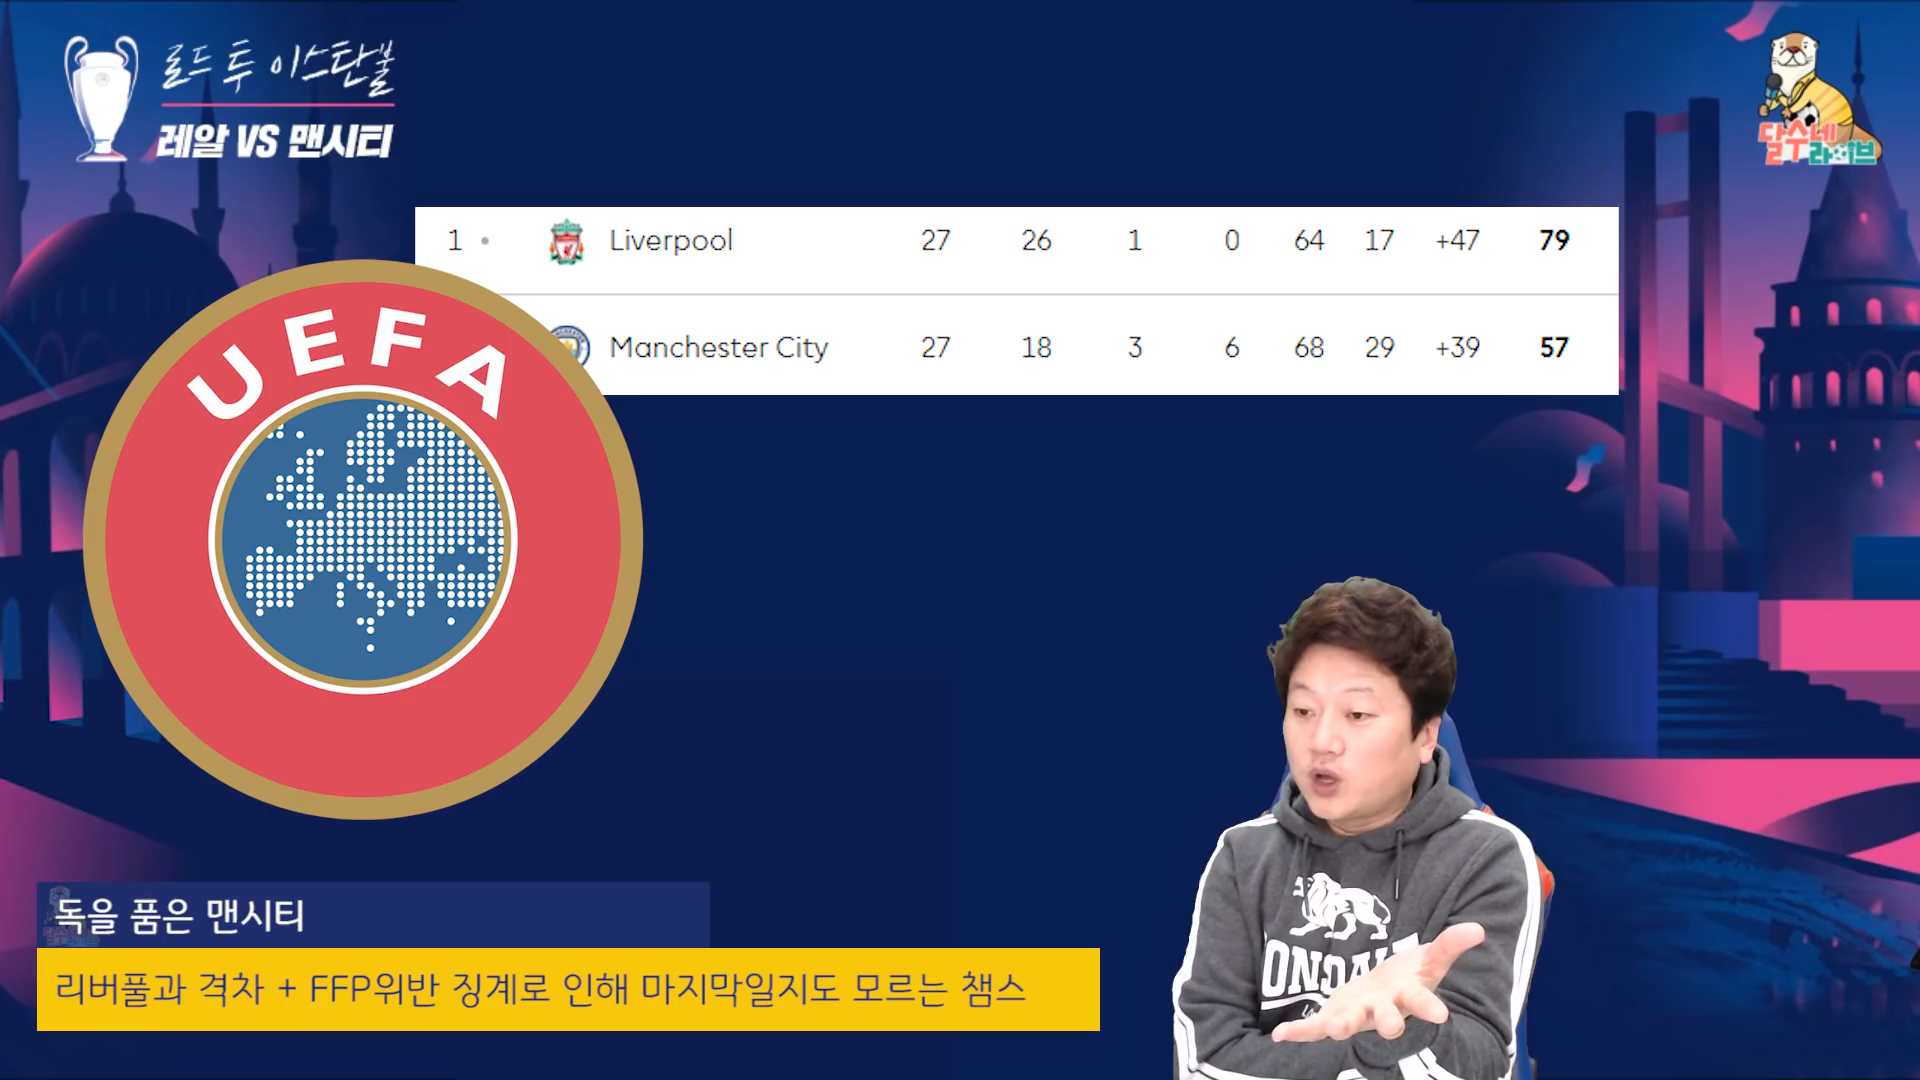 로드 투 이스탄불
레알 VS 맨시티
달수네
라이브
1 Liverpool 27 26 1 0 64 17 +47 79
Manchester City 27 18 3 6 68 29 +39 57
UEFA
독을 품은 맨시티
리버풀과 격차 + FFP위반 징계로 인해 마지막일지도 모르는 챔스